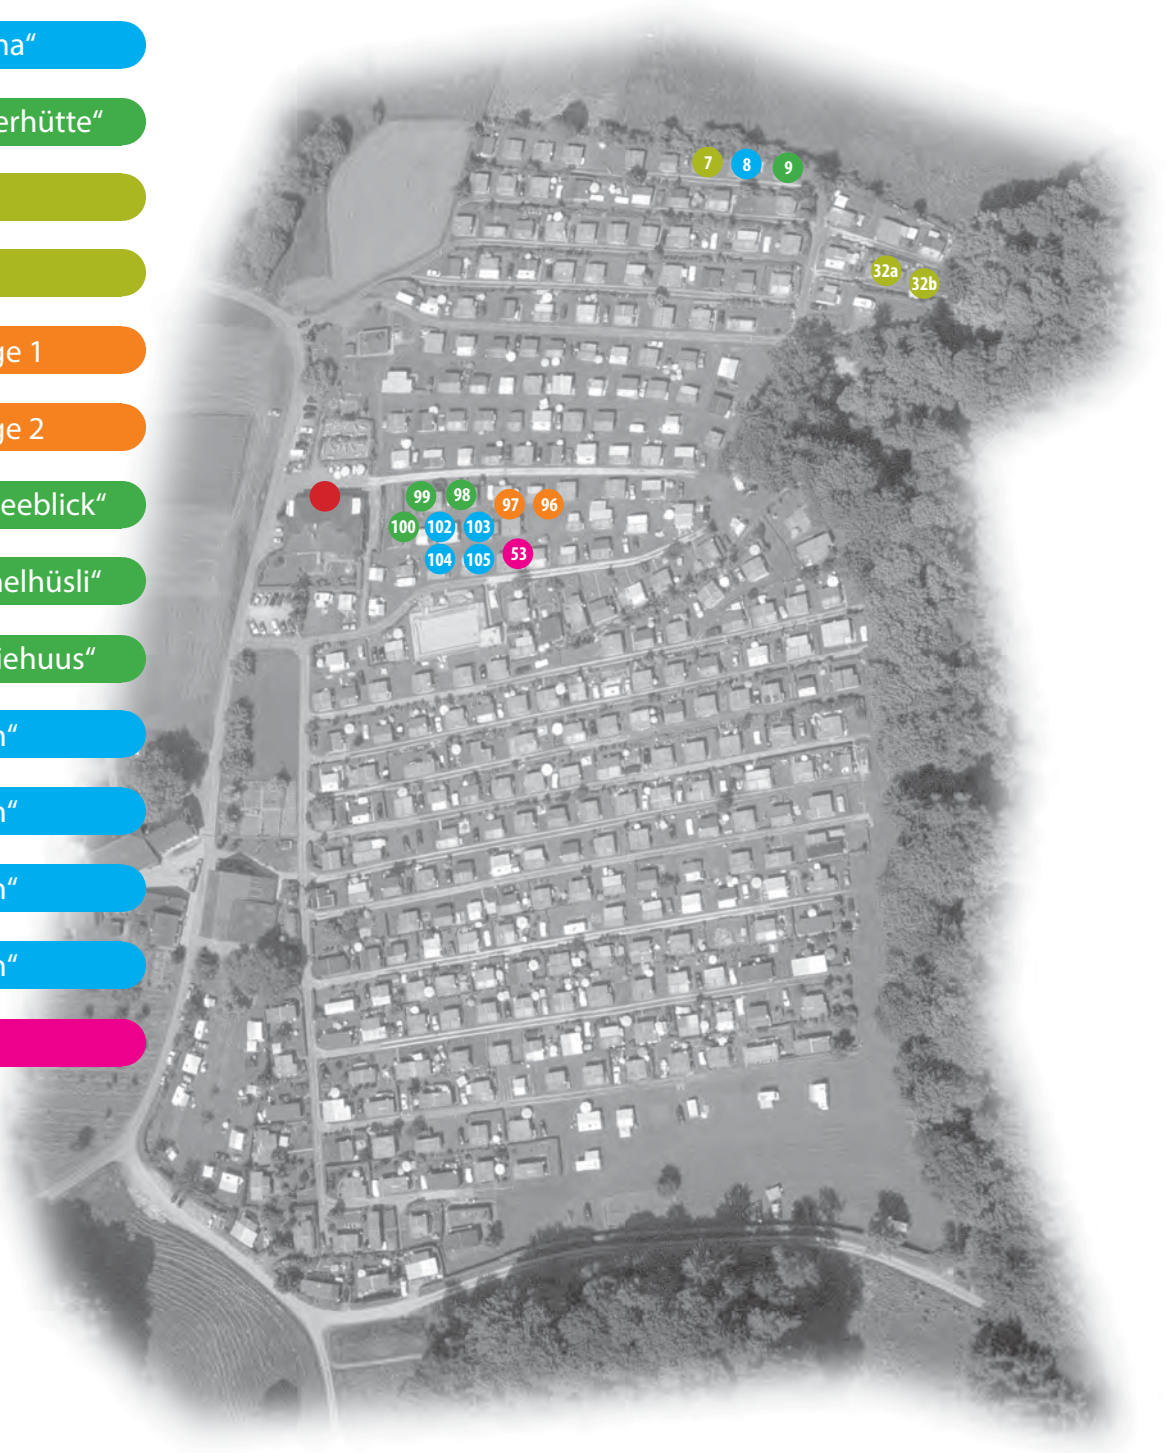 na“
erhütte“
ge 1
ge 2
eeblick“
elhüsli“
iehuus“
n“
n“
n“
n“
7
8
9
32a
32b
99
98
97
96
100
102
103
104
105
53